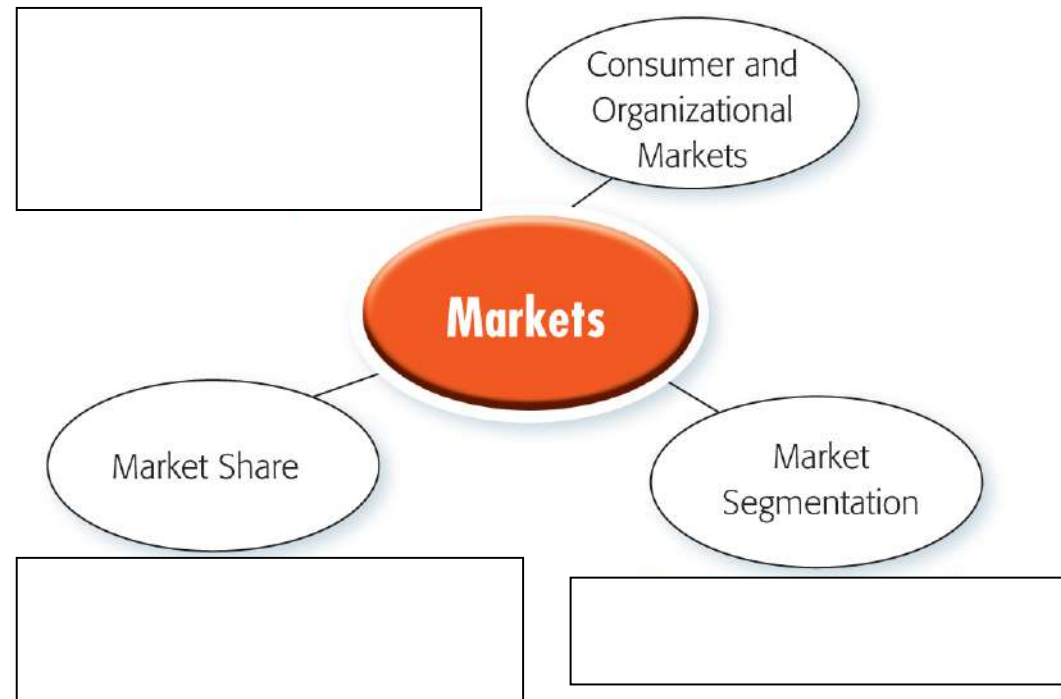 Consumer and
Organizational
Markets
Markets
Market Share
Market
Segmentation